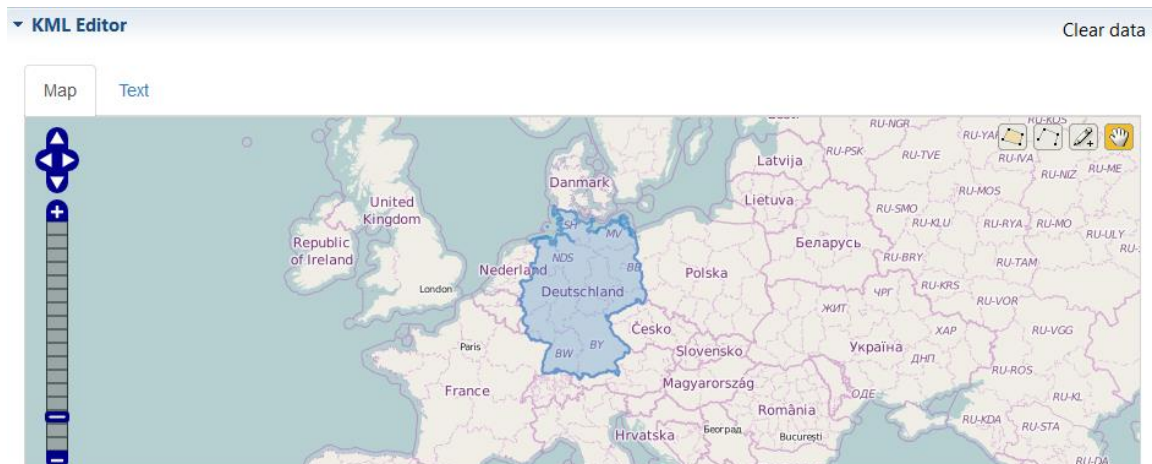 KML Editor
Clear data
Map
Text
RU-NGR
RU-PSK
RU-TVE
RU-IVA
RU-NIZ
RU-ME
Latvija
Danmark
Lietuva
RU-MOS
United
Kingdom
RU-SMO
RU-KLU
RU-RYA
RU-MO
RU-ULY
SH
MV
Republic
of Ireland
Беларусь
RU-BRY
RU-TAM
NDS
BB
Nederland
Polska
London
Deutschland
ЧРГ
RU-KRS
RU-VOR
ЖИТ
Česko
ХАР
RU-VGG
Paris
BW
BY
Slovensko
Україна
ДНП
RU-ROS
France
Magyarország
ОДЕ
RU-KL
România
RU-KDA
RU-STA
Hrvatska
Београд
București
RU-DA